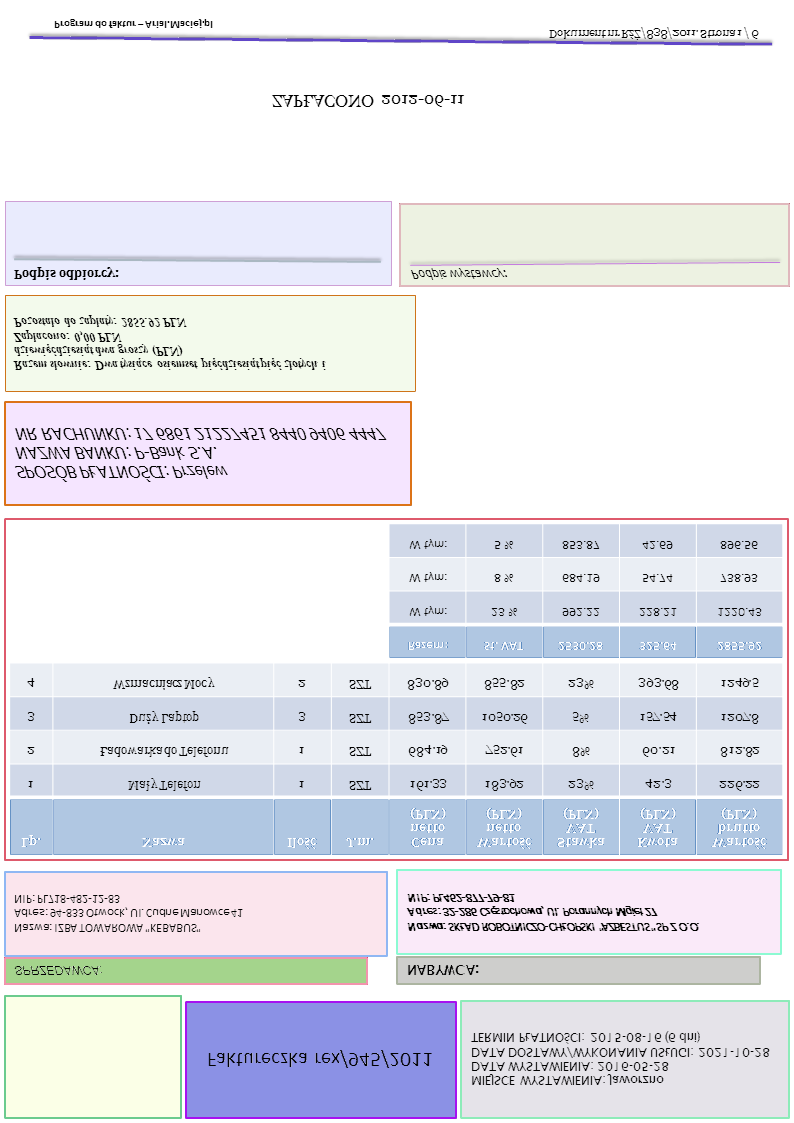 Faktureczka rex/945/2011
MIEJSCE WYSTAWIENIA: Jaworzno
DATA WYSTAWIENIA: 2016-05-28
DATA DOSTAWY/WYKONANIA USŁUGI: 2021-10-28
TERMIN PŁATNOŚCI: 2015-08-16 (6 dni)
SPRZEDAWCA:
Nazwa: IZBA TOWAROWA "KEBABUS"
Adres: 94-833 Otwock, Ul. Cudne Manowce 41
NIP: PL718-482-12-83
NABYWCA:
Nazwa: SKŁAD ROBOTNICZO-CHŁOPSKI "AZBESTUS" SP Z O.O.
Adres: 32-286 Częstochowa, Ul. Porannych Mgieł 27
NIP: PL462-877-79-81
Lp. Nazwa Ilość J.m. Cena netto (PLN) Wartość netto (PLN) Stawka VAT (PLN) Kwota VAT (PLN) Wartość brutto (PLN)
1 Mały Telefon 1 SZT 161.33 183.92 23% 42.3 226.22
2 Ładowarka do Telefonu 1 SZT 684.19 752.61 8% 60.21 812.82
3 Duży Laptop 3 SZT 853.87 1050.26 5% 157.54 1207.8
4 Wzmacniacz Mocy 2 SZT 830.89 855.82 23% 393.68 1249.5
Razem: St. VAT 2530.28 325.64 2855.92
W tym: 23 % 992.22 228.21 1220.43
W tym: 8 % 684.19 54.74 738.93
W tym: 5 % 853.87 42.69 896.56
SPOSÓB PŁATNOŚCI: Przelew
NAZWA BANKU: P-Bank S.A.
NR RACHUNKU: 17 6861 21227451 8440 9406 4447
Razem słownie: Dwa tysiące osiemset pięćdziesiąt pięć złotych i
dziewięćdziesiąt dwa groszy (PLN)
Zapłacono: 0,00 PLN
Pozostało do zapłaty: 2855.92 PLN
Podpis odbiorcy:
Podpis wystawcy:
ZAPŁACONO 2012-06-11
Dokument nr RŻŹ/838/2011. Strona 1 / 6
Program do faktur – Arial.Maciej.pl